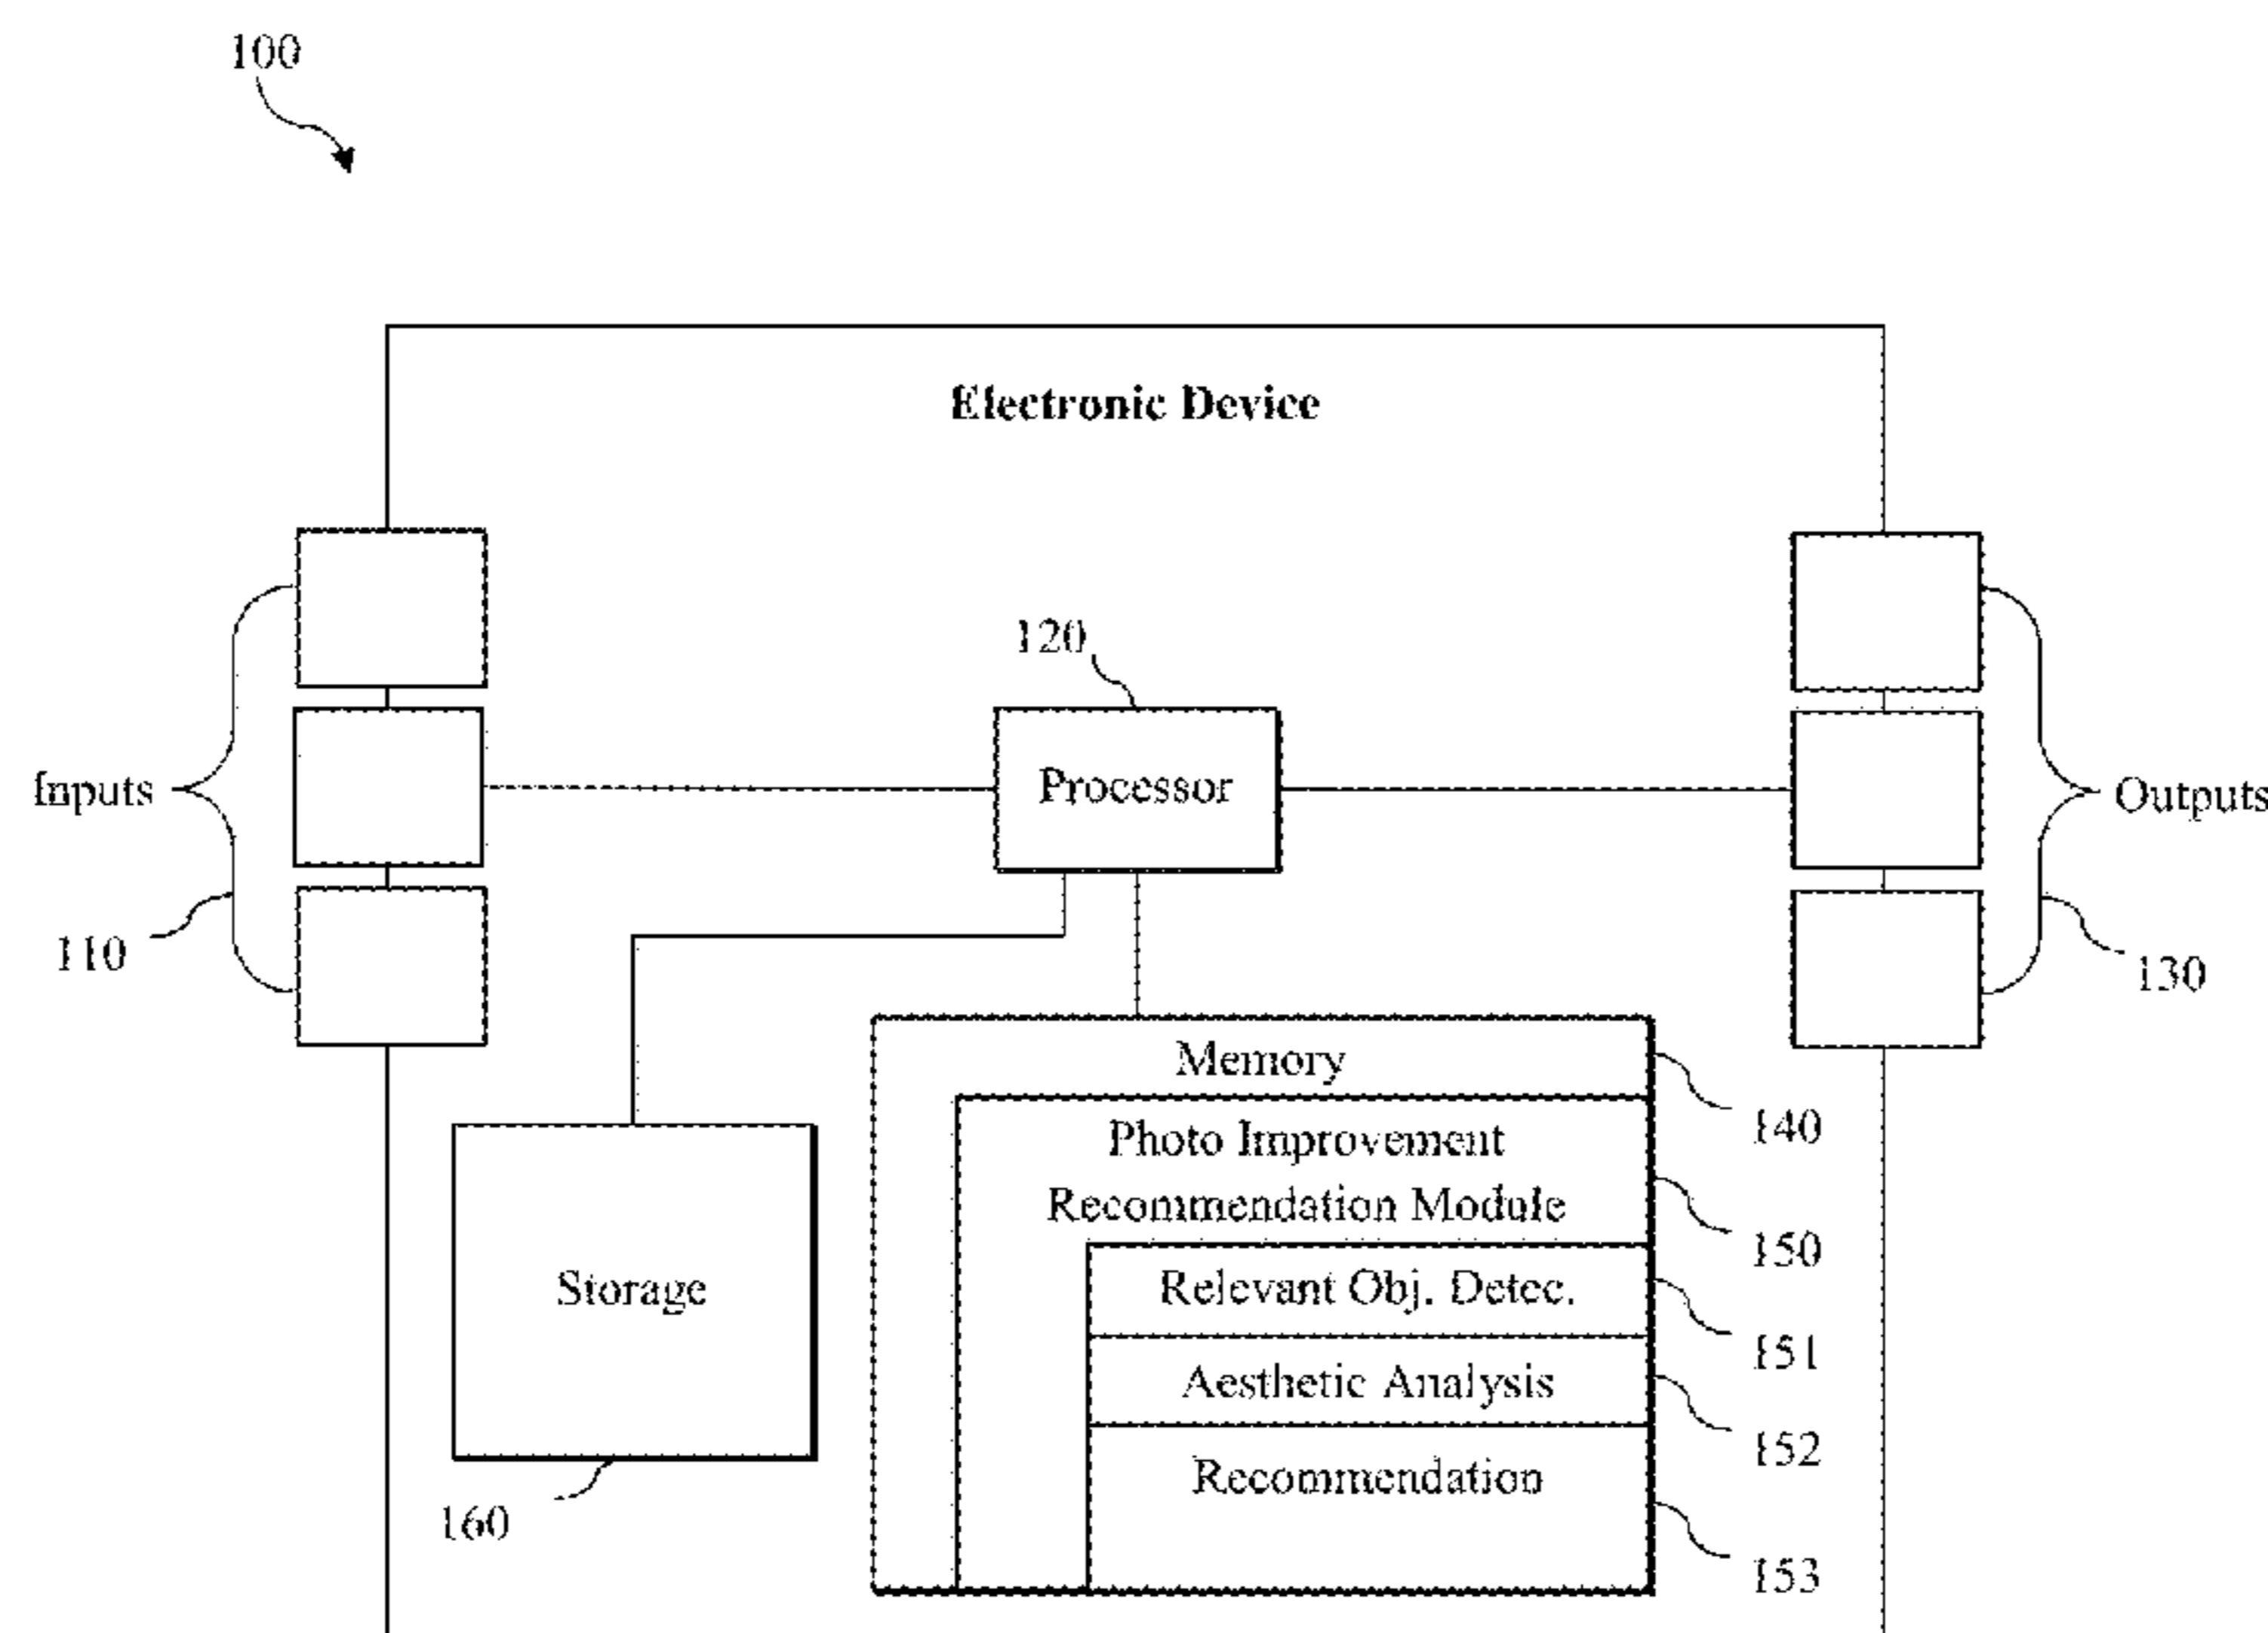 100
Electronic Device
120
Processor
Inputs
Outputs
110
130
Memory
140
Photo Improvement
Recommendation Module
150
Relevant Obj. Detec.
151
Storage
Aesthetic Analysis
152
Recommendation
160
153